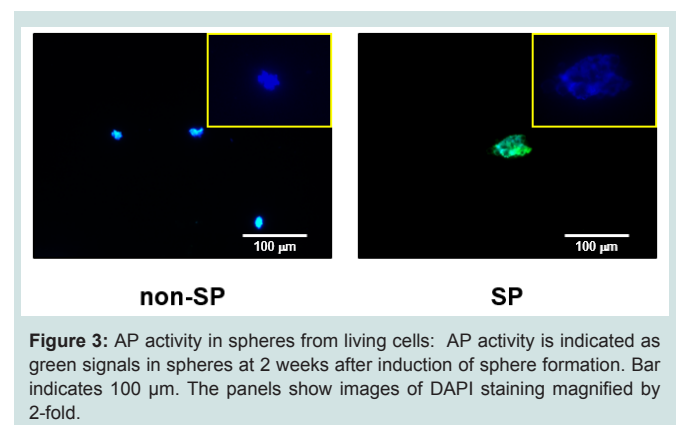 100 µm
100 µm
non-SP
SP
Figure 3: AP activity in spheres from living cells: AP activity is indicated as
green signals in spheres at 2 weeks after induction of sphere formation. Bar
indicates 100 µm. The panels show images of DAPI staining magnified by
2-fold.